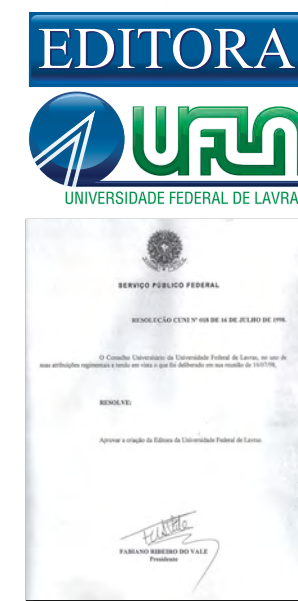 EDITORA
UFLA
UNIVERSIDADE FEDERAL DE LAVRA
SERVIÇO PÚBLICO FEDERAL
RESOLUÇÃO CUNI Nº 018 DE 16 DE JULHO DE 1998.
O Conselho Universitário da Universidade Federal de Lavras, no uso de
suas atribuições regimentais e tendo em vista o que foi deliberado em sua reunião de 16/07/98,
RESOLVE:
Aprovar a criação da Editora da Universidade Federal de Lavras.
FABIANO RIBEIRO DO VALE
Presidente